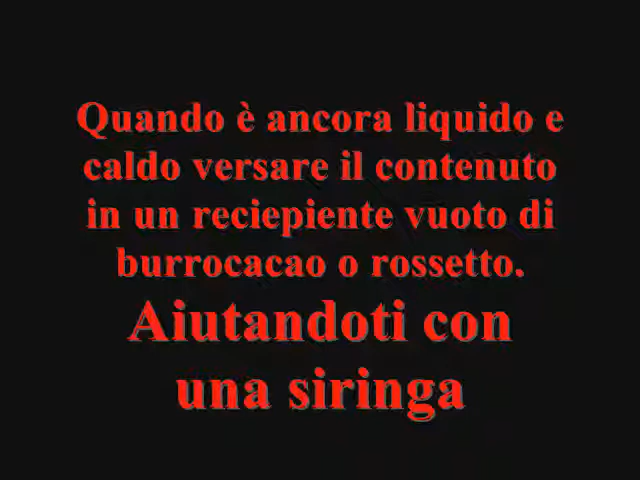 Quando è ancora liquido e
caldo versare il contenuto
in un reciepiente vuoto di
burrocacao o rossetto.
Aiutandoti con
una siringa